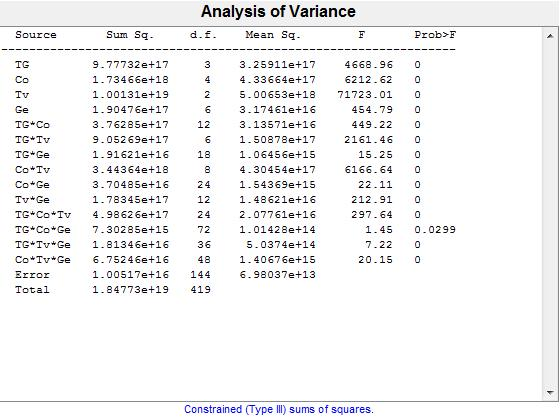 Analysis of Variance
Source Sum Sq. d.f. Mean Sq. F Prob>F
TG 9.77732e+17 3 3.25911e+17 4668.96 0
Co 1.73466e+18 4 4.33664e+17 6212.62 0
Tv 1.00131e+19 2 5.00653e+18 71723.01 0
Ge 1.90476e+17 6 3.17461e+16 454.79 0
TG*Co 3.76285e+17 12 3.13571e+16 449.22 0
TG*Tv 9.05269e+17 6 1.50878e+17 2161.46 0
TG*Ge 1.91621e+16 18 1.06456e+15 15.25 0
Co*Tv 3.44364e+18 8 4.30454e+17 6166.64 0
Co*Ge 3.70485e+16 24 1.54369e+15 22.11 0
Tv*Ge 1.78345e+17 12 1.48621e+16 212.91 0
TG*Co*Tv 4.98626e+17 24 2.07761e+16 297.64 0
TG*Co*Ge 7.30285e+15 72 1.01428e+14 1.45 0.0299
TG*Tv*Ge 1.81346e+16 36 5.0374e+14 7.22 0
Co*Tv*Ge 6.75246e+16 48 1.40676e+15 20.15 0
Error 1.00517e+16 144 6.98037e+13
Total 1.84773e+19 419
Constrained (Type III) sums of squares.